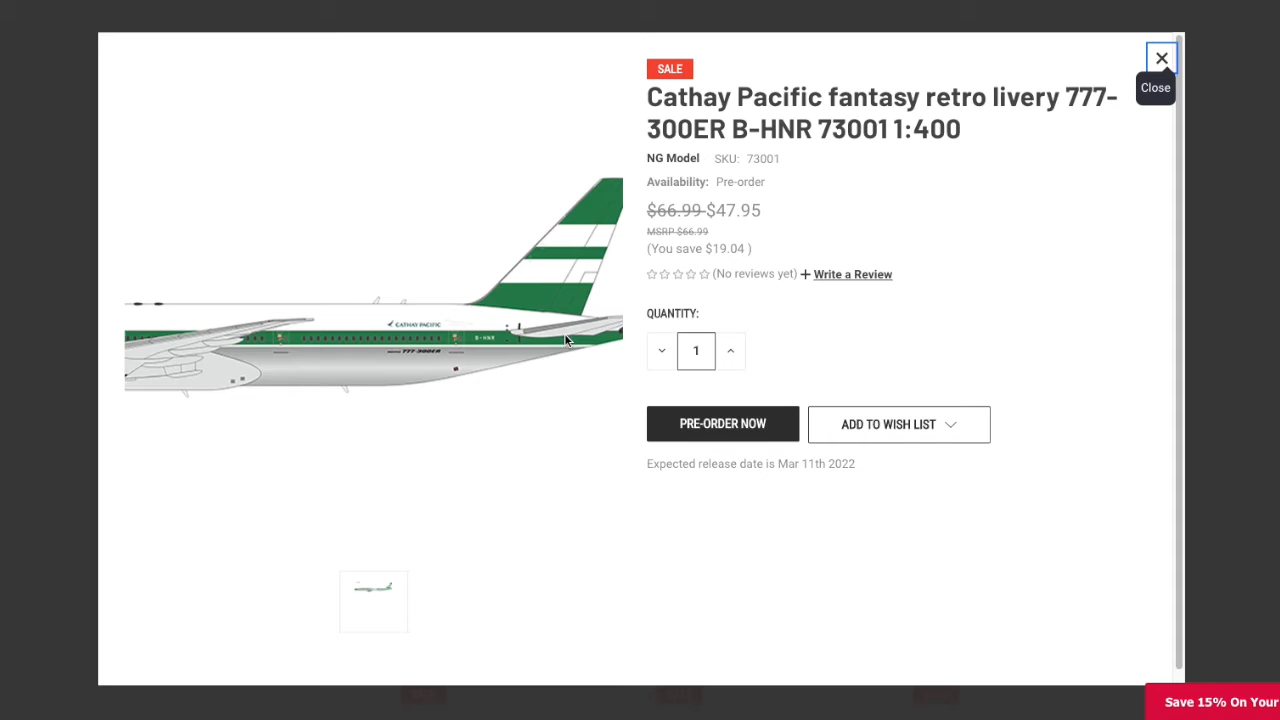 SALE
Cathay Pacific fantasy retro livery 777-
300ER B-HNR 73001 1:400
Close
NG Model SKU: 73001
Availability: Pre-order
$66.99 $47.95
MSRP $66.99
(You save $19.04 )
(No reviews yet) + Write a Review
QUANTITY:
1
PRE-ORDER NOW
ADD TO WISH LIST
Expected release date is Mar 11th 2022
CATHAY PACIFIC
B-HNR
777-300ER
Save 15% On Your